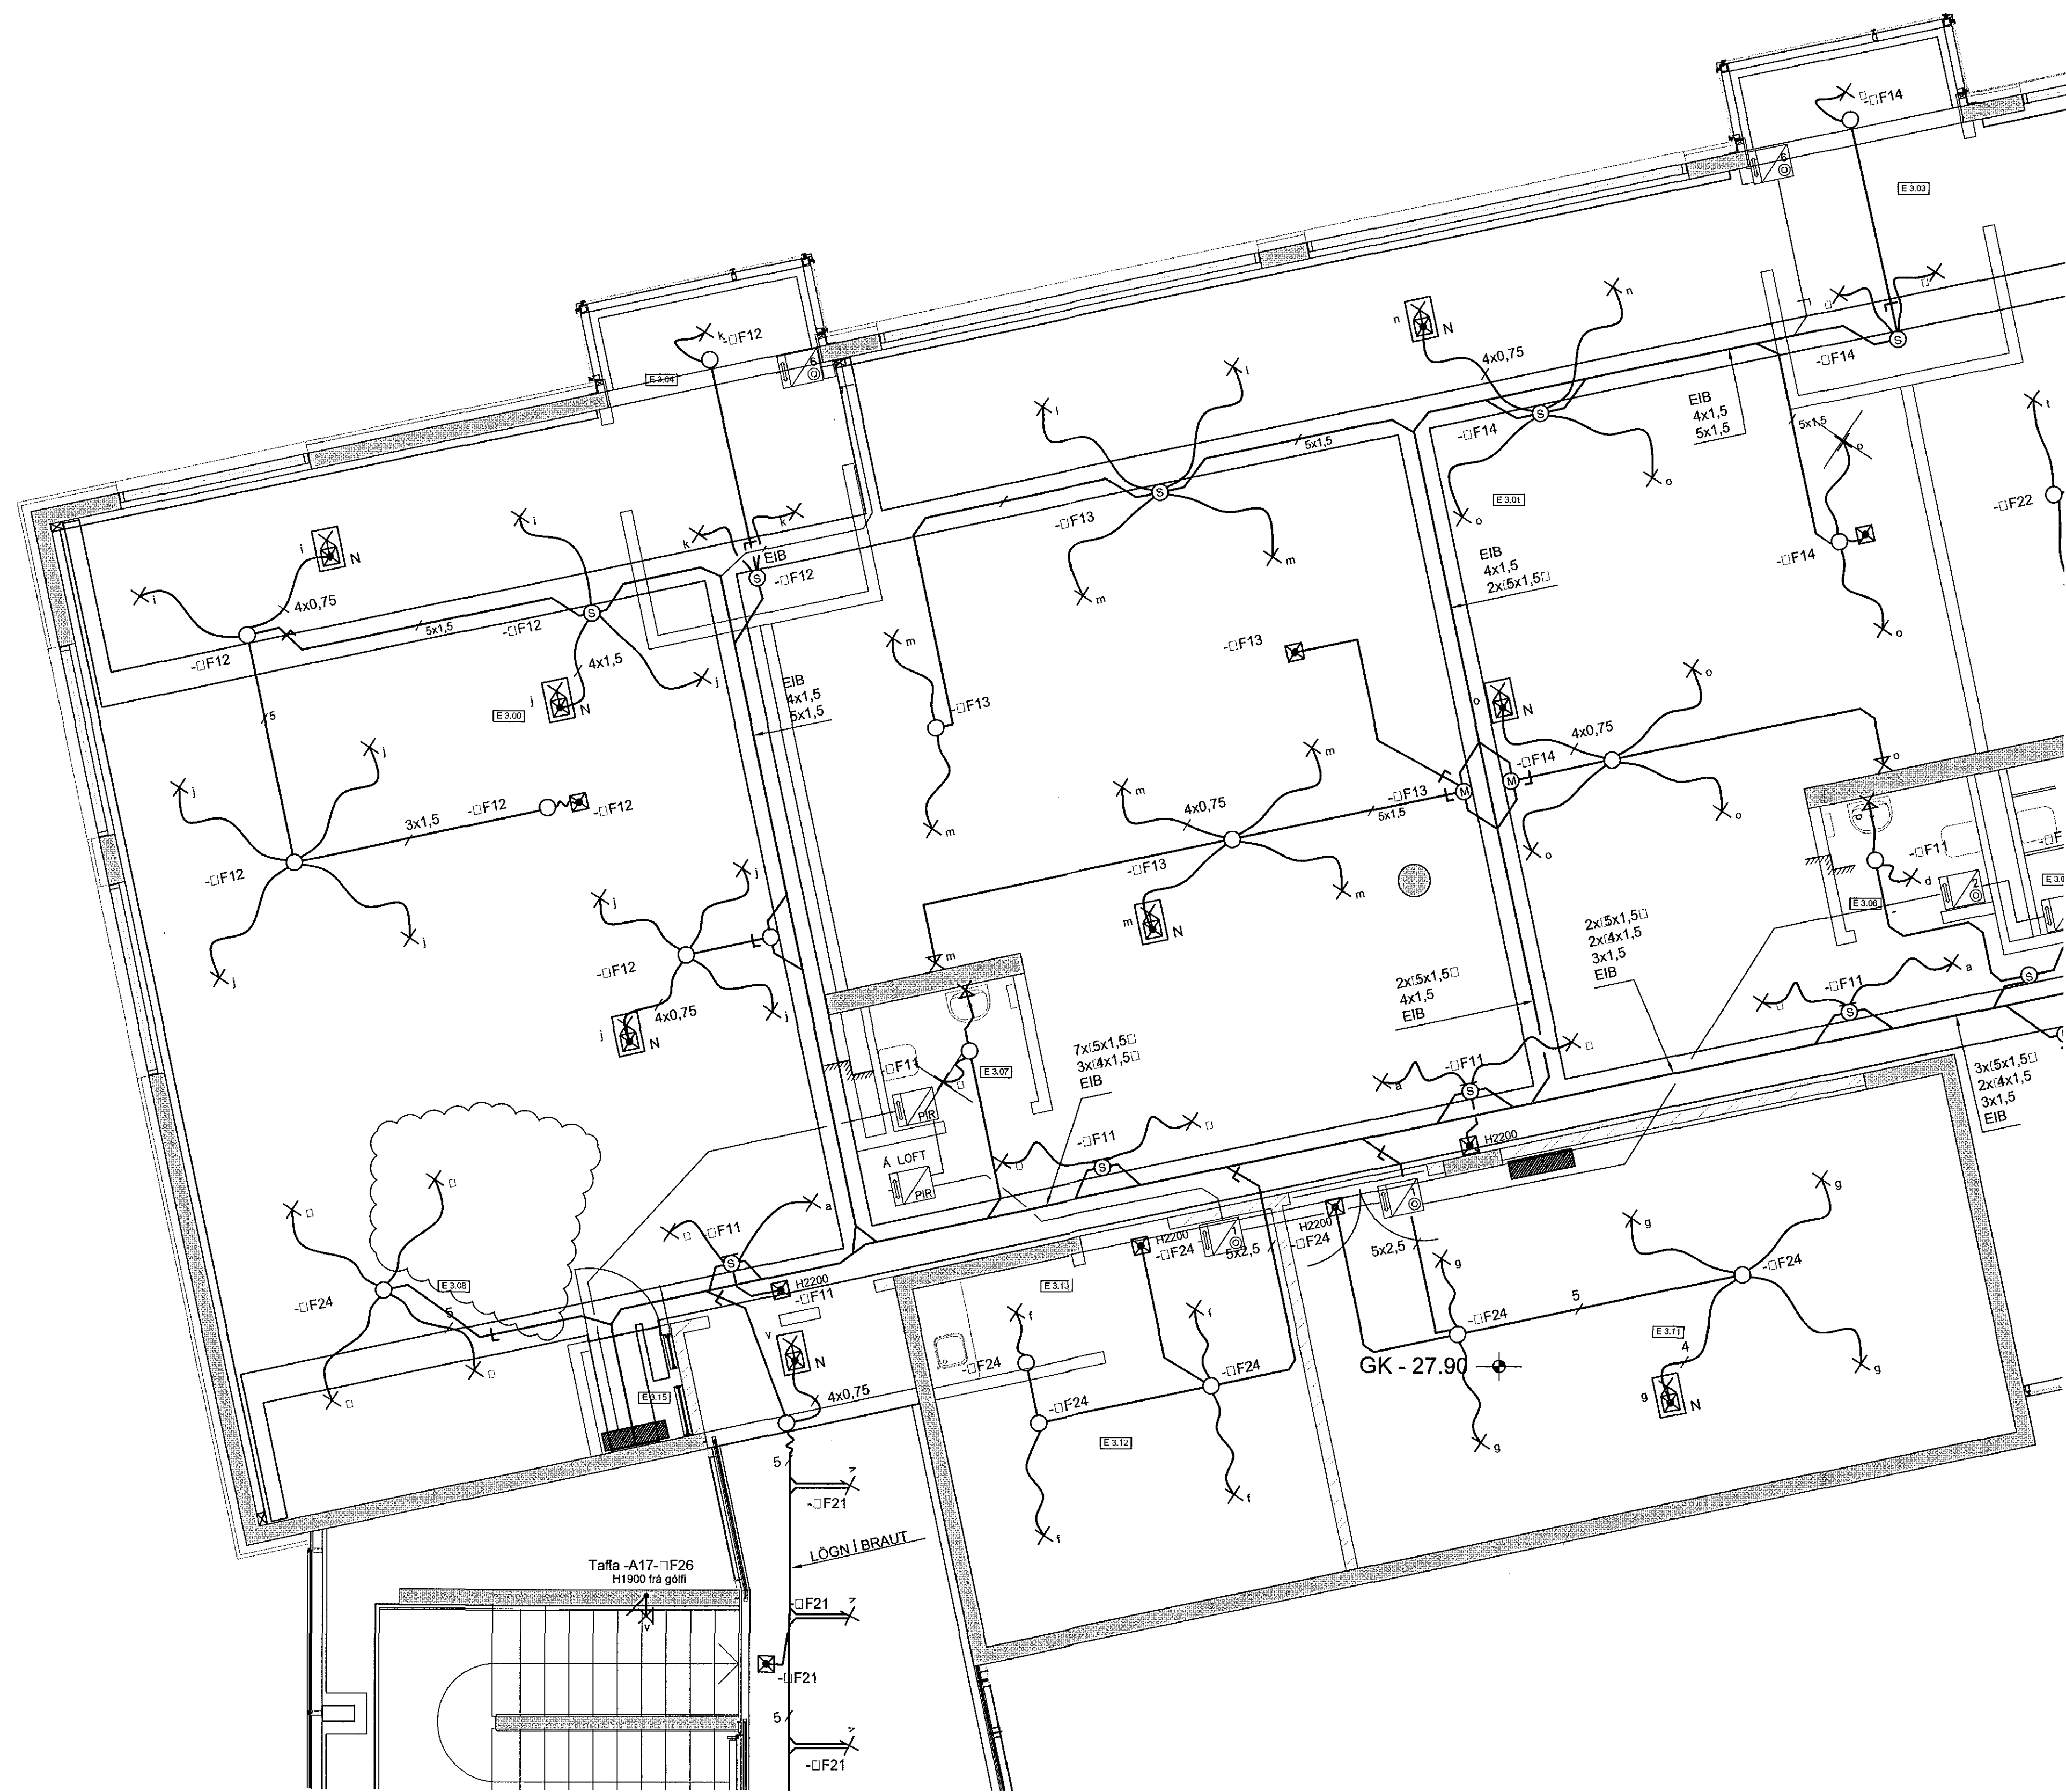 -□F14
E 3.03
6
k
-□F12
6
E 3.04
n
N
n
4x0,75
-□F14
EIB
4x1,5
5x1,5
5x1,5
o
t
l
l
5x1,5
-□F14
o
-□F22
i
i
N
k
k
EIB
-□F12
-□F13
E 3.01
o
-□F14
m
EIB
4x1,5
2x(5x1,5)
i
4x0,75
5x1,5
-□F12
-□F12
4x1,5
m
m
-□F13
o
j
j
N
E 3.00
EIB
4x1,5
5x1,5
-□F13
o
N
o
4x0,75
5
j
j
m
m
-□F14
M
o
3x1,5
-□F12
-□F12
4x0,75
-□F13
5x1,5
M
o
-□F12
m
-□F13
o
d
-□F11
-□F
j
j
m
m
N
d
2
E 3.06
E 3.0
j
j
-□F12
m
2x(5x1,5)
2x(4x1,5
3x1,5
EIB
a
-□F11
j
4x0,75
j
N
2x(5x1,5)
4x1,5
EIB
7x(5x1,5)
3x(4x1,5)
EIB
-□F11
E 3.07
PIR
-□F11
a
3x(5x1,5)
2x(4x1,5
3x1,5
EIB
-□F11
H2200
Á LOFT
PIR
a
□F11
g
g
H2200
-□F24
1
5x2,5
H2200
-□F24
1
5x2,5
g
-□F24
E 3.08
-□F24
H2200
-□F11
E 3.13
5
f
f
-□F24
5
v
N
-□F24
-□F24
GK - 27.90
E 3.11
4
g
g
N
4x0,75
E 3.15
-□F24
E 3.12
g
5
f
f
v
-□F21
LÖGN Í BRAUT
Tafla -A17-□F26
H1900 frá gólfi
v
-□F21
v
-□F21
5
v
-□F21